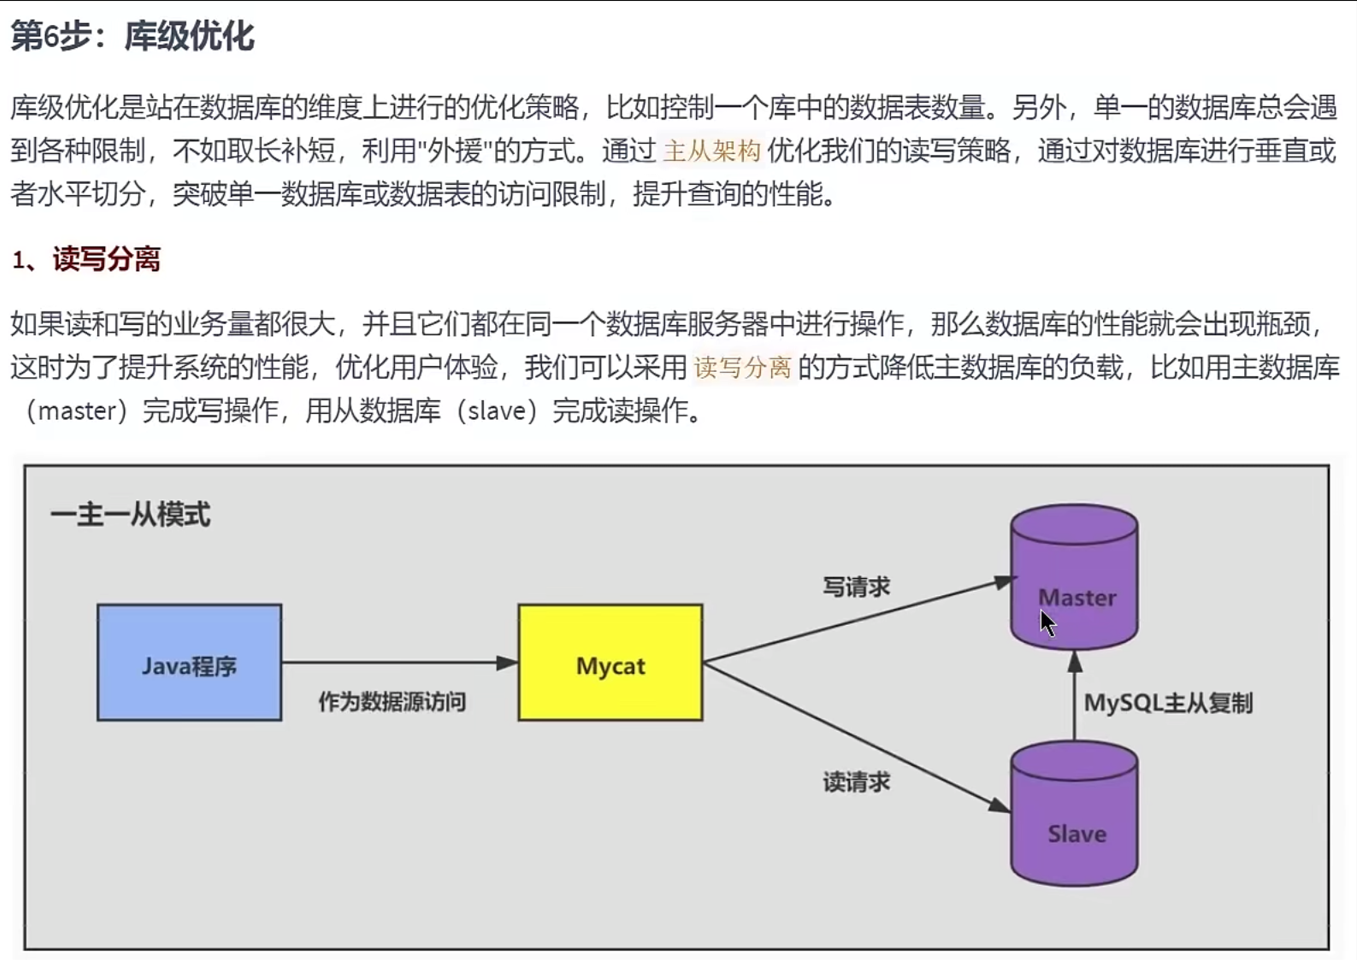 第6步：库级优化
库级优化是站在数据库的维度上进行的优化策略，比如控制一个库中的数据表数量。另外，单一的数据库总会遇
到各种限制，不如取长补短，利用"外援"的方式。通过 主从架构 优化我们的读写策略，通过对数据库进行垂直或
者水平切分，突破单一数据库或数据表的访问限制，提升查询的性能。
1、读写分离
如果读和写的业务量都很大，并且它们都在同一个数据库服务器中进行操作，那么数据库的性能就会出现瓶颈，
这时为了提升系统的性能，优化用户体验，我们可以采用 读写分离 的方式降低主数据库的负载，比如用主数据库
（master）完成写操作，用从数据库（slave）完成读操作。
一主一从模式
写请求
Master
Java程序
Mycat
作为数据源访问
MySQL主从复制
读请求
Slave